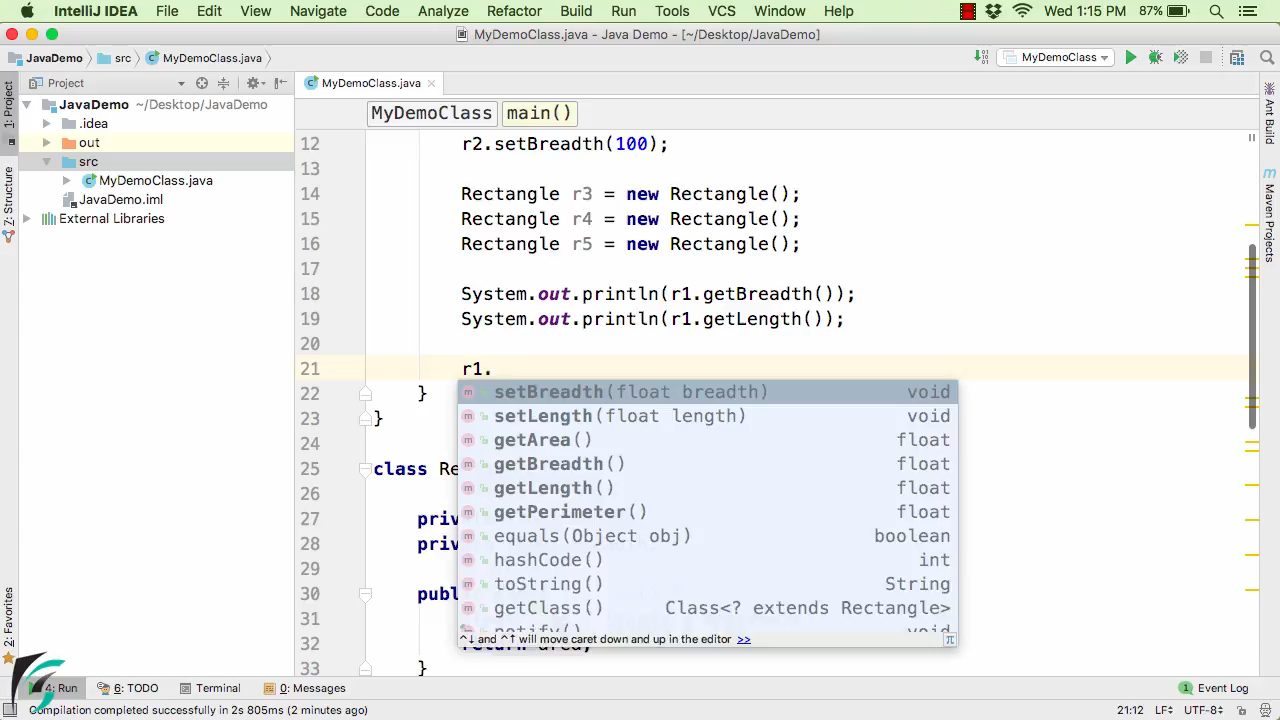 IntelliJ IDEA File Edit View Navigate Code Analyze Refactor Build Run Tools VCS Window Help Wed 1:15 PM 87%
MyDemoClass.java - Java Demo - [~/Desktop/JavaDemo]
JavaDemo src MyDemoClass.java MyDemoClass
Project MyDemoClass.java
JavaDemo ~/Desktop/JavaDemo
.idea
out
src
MyDemoClass.java
JavaDemo.iml
External Libraries
1: Project
Z: Structure
2: Favorites
MyDemoClass main()
12 r2.setBreadth(100);
13
14 Rectangle r3 = new Rectangle();
15 Rectangle r4 = new Rectangle();
16 Rectangle r5 = new Rectangle();
17
18 System.out.println(r1.getBreadth());
19 System.out.println(r1.getLength());
20
21 r1.
22 }
23 }
24
25 class Re
26
27 priv
28 priv
29
30 publ
31
32 return area;
33 }
setBreadth(float breadth) void
setLength(float length) void
getArea() float
getBreadth() float
getLength() float
getPerimeter() float
equals(Object obj) boolean
hashCode() int
toString() String
getClass() Class<? extends Rectangle>
notify() void
^↓ and ^↑ will move caret down and up in the editor >> π
Ant Build
Maven Projects
4: Run 6: TODO Terminal 0: Messages 1 Event Log
Compilation completed successfully in 2s 805ms (2 minutes ago) 21:12 LF÷ UTF-8÷